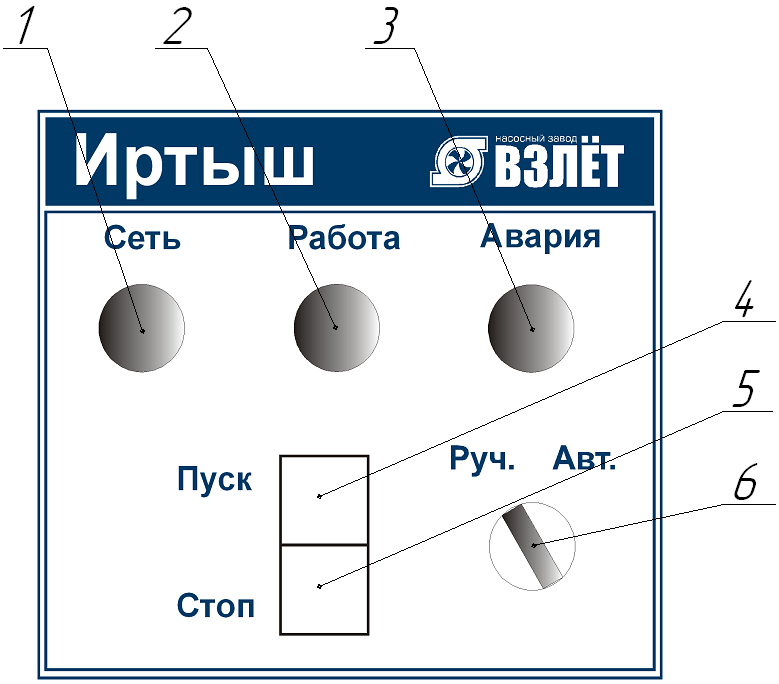 1 2 3
Иртыш
насосный завод
ВЗЛЁТ
Сеть Работа Авария
4
5
Руч. Авт.
Пуск
6
Стоп